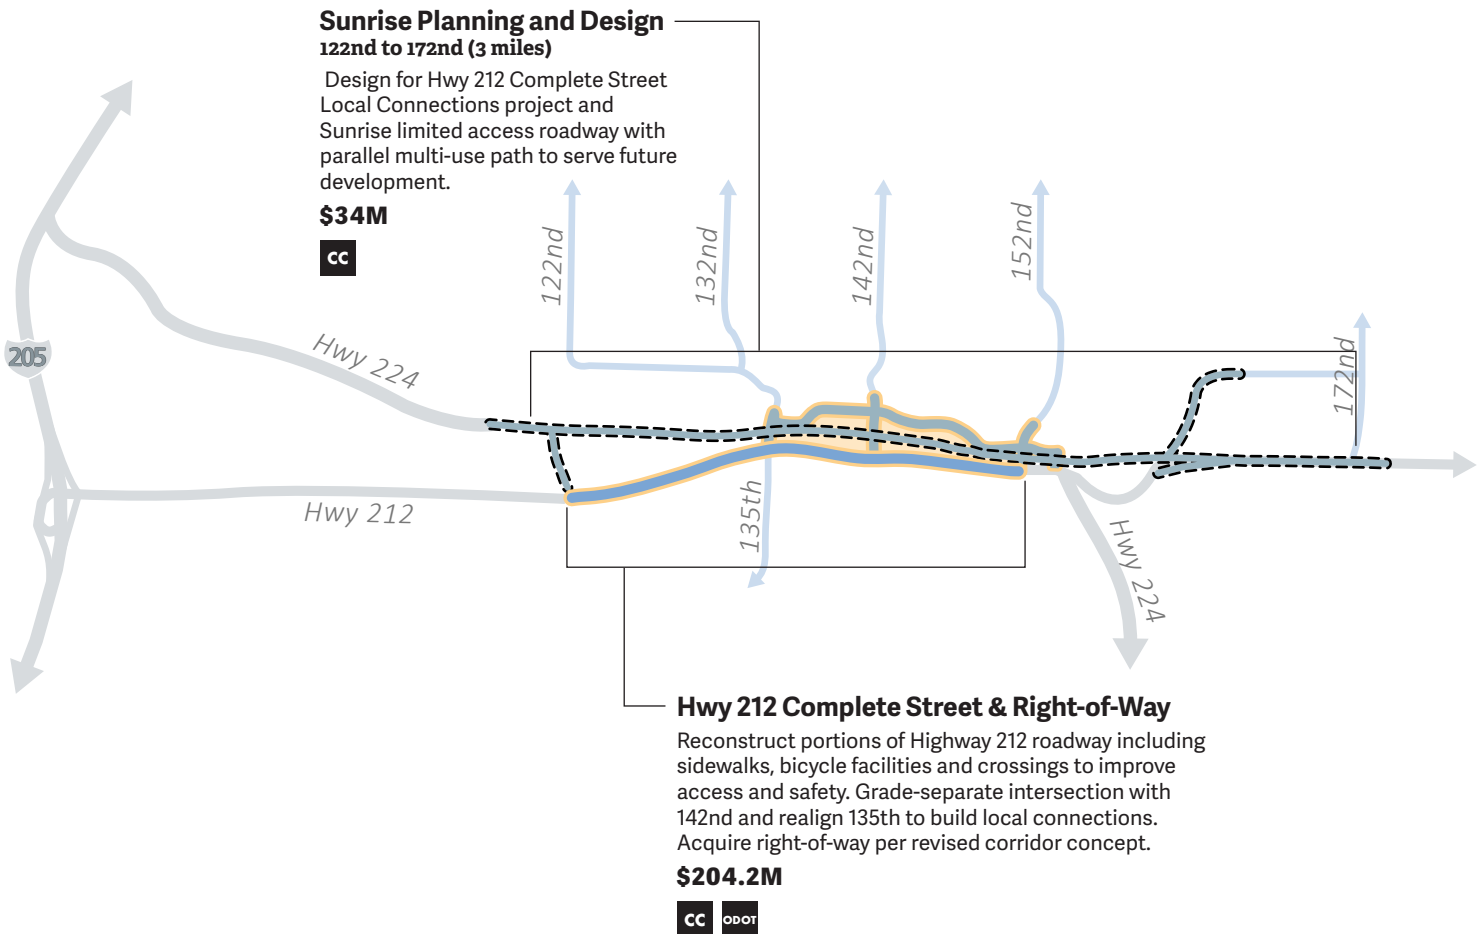 Sunrise Planning and Design
122nd to 172nd (3 miles)
Design for Hwy 212 Complete Street
Local Connections project and
Sunrise limited access roadway with
parallel multi-use path to serve future
development.
$34M
CC
122nd
132nd
142nd
152nd
172nd
205
Hwy 224
Hwy 212
135th
Hwy 224
Hwy 212 Complete Street & Right-of-Way
Reconstruct portions of Highway 212 roadway including
sidewalks, bicycle facilities and crossings to improve
access and safety. Grade-separate intersection with
142nd and realign 135th to build local connections.
Acquire right-of-way per revised corridor concept.
$204.2M
CC ODOT